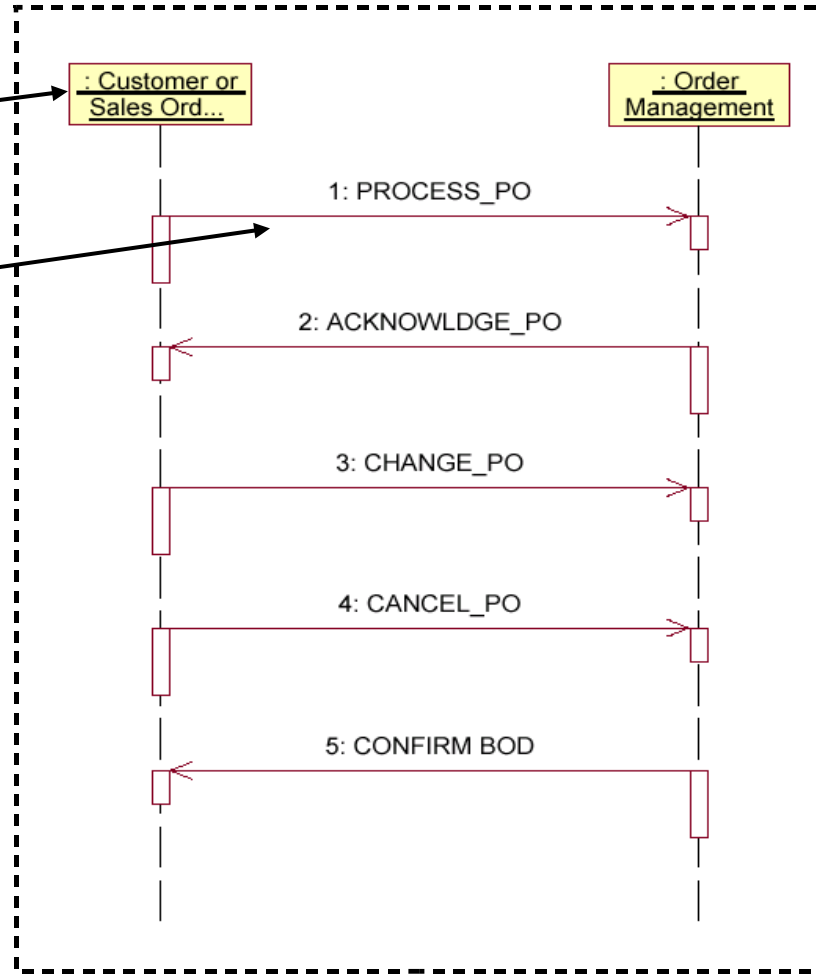 : Customer or
Sales Ord...
: Order
Management
1: PROCESS_PO
2: ACKNOWLDGE_PO
3: CHANGE_PO
4: CANCEL_PO
5: CONFIRM BOD